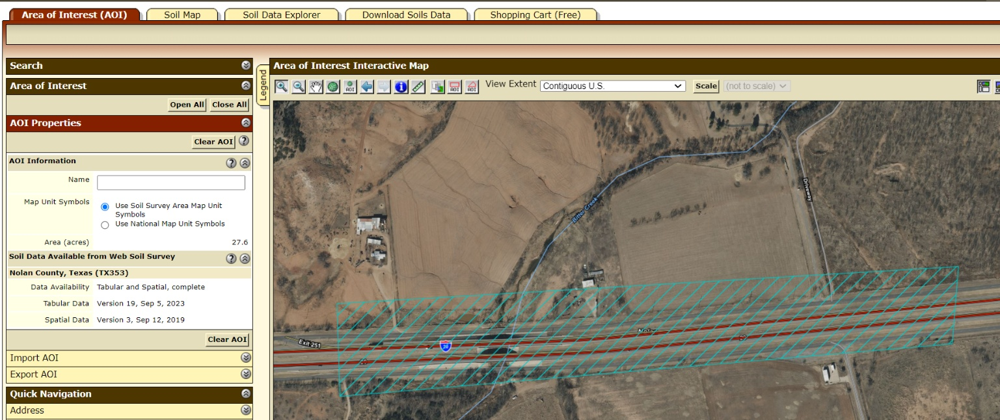 Area of Interest (AOI) Soil Map Soil Data Explorer Download Soils Data Shopping Cart (Free)
Search
Area of Interest
Open All Close All
AOI Properties
Clear AOI ?
AOI Information ?
Name
Map Unit Symbols
Use Soil Survey Area Map Unit
Symbols
Use National Map Unit Symbols
Area (acres) 27.6
Soil Data Available from Web Soil Survey ?
Nolan County, Texas (TX353)
Data Availability Tabular and Spatial, complete
Tabular Data Version 19, Sep 5, 2023
Spatial Data Version 3, Sep 12, 2019
Clear AOI
Import AOI
Export AOI
Quick Navigation
Address
Legend
Area of Interest Interactive Map
AOI i AOI AOI View Extent Contiguous U.S. Scale (not to scale)
Driveway
Bitter Creek
Exit 251
20
20
20